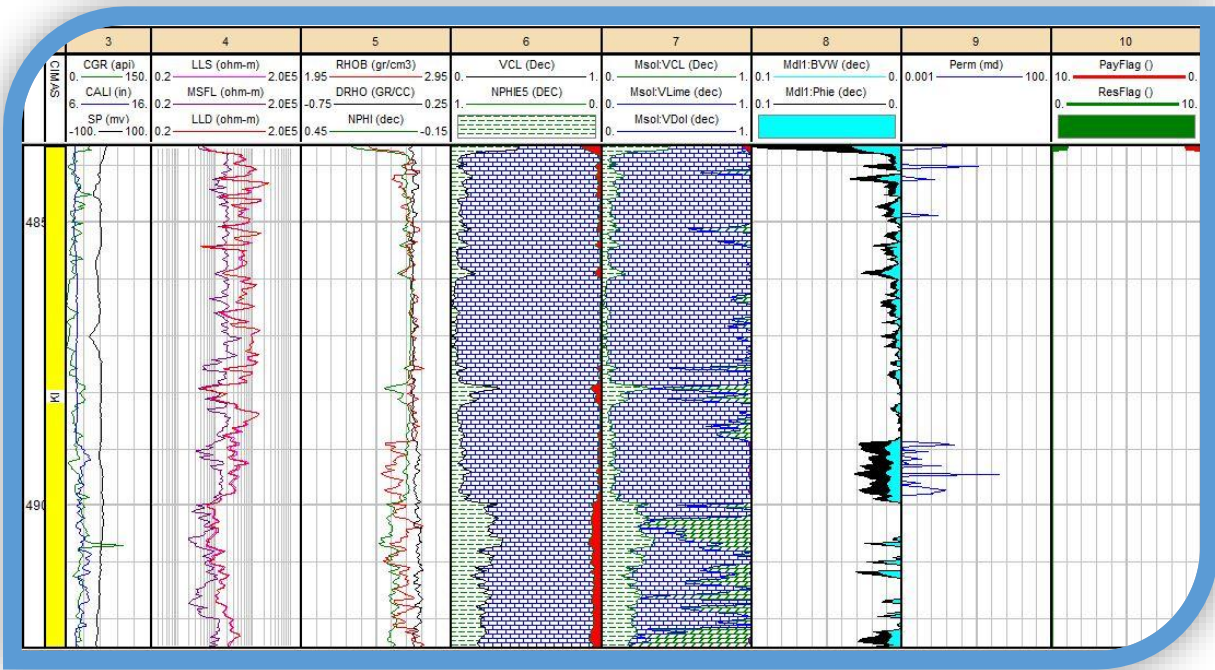 3 4 5 6 7 8 9 10
CGR (api) LLS (ohm-m) RHOB (gr/cm3) VCL (Dec) Msol:VCL (Dec) Mdl1:BVW (dec) Perm (md) PayFlag ()
0. 150. 0.2 2.0E5 1.95 2.95 0. 1. 0. 1. 0.1 0. 0.001 100. 10. 0.
CALI (in) MSFL (ohm-m) DRHO (GR/CC) NPHIE5 (DEC) Msol:VLime (dec) Mdl1:Phie (dec) ResFlag ()
6. 16. 0.2 2.0E5 -0.75 0.25 1. 0. 0. 1. 0.1 0. 0. 10.
SP (mv) LLD (ohm-m) NPHI (dec) Msol:VDol (dec)
-100. 100. 0.2 2.0E5 0.45 -0.15 0. 1.
485
490